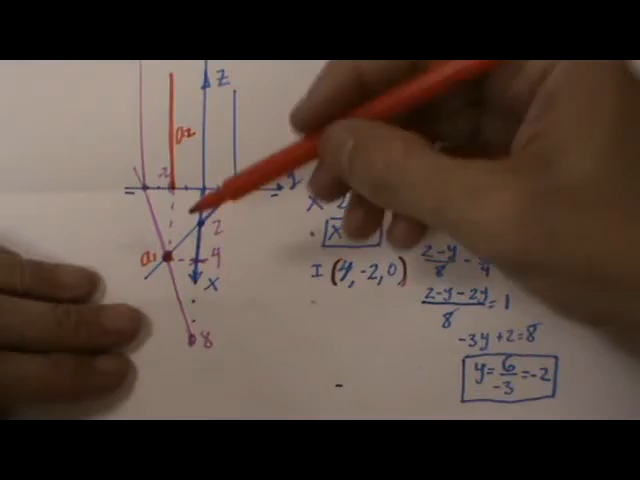 z
a2
-2
y
2
a1
4
x
8
I (4, -2, 0)
2-y-2y/8 = 1
-3y+2=8
y= 6/-3 = -2